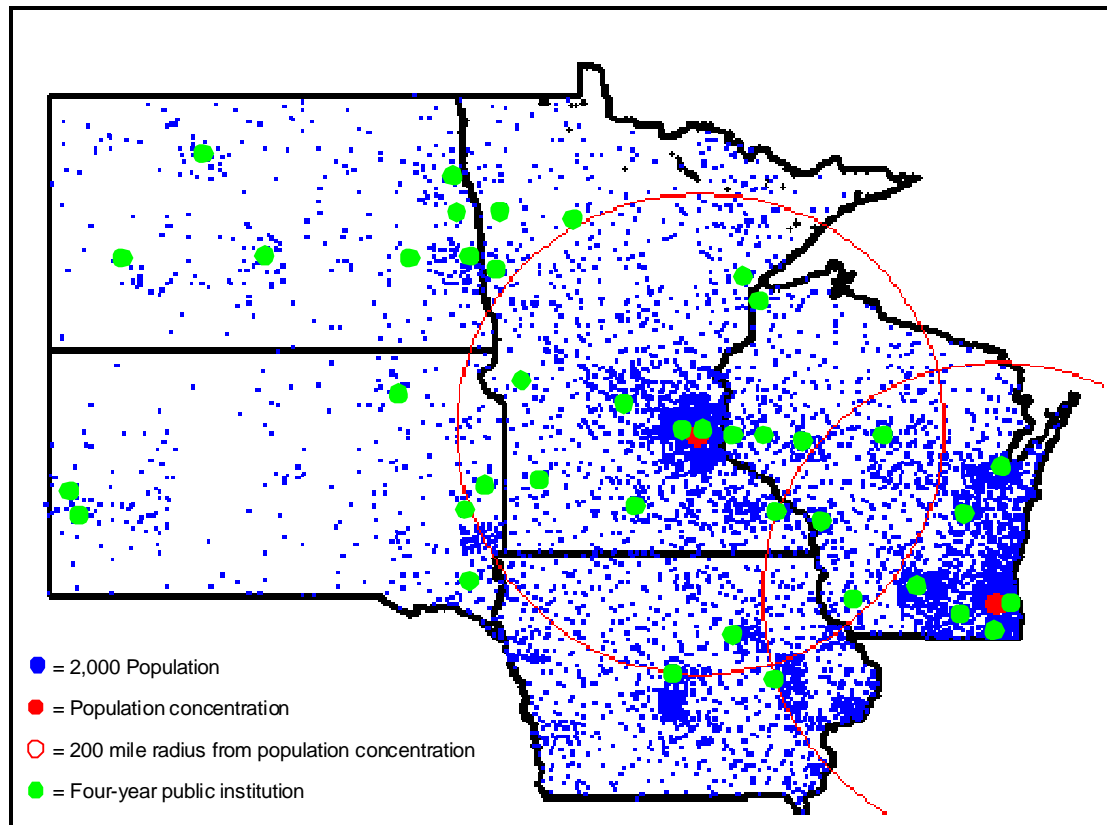 = 2,000 Population
= Population concentration
= 200 mile radius from population concentration
= Four-year public institution